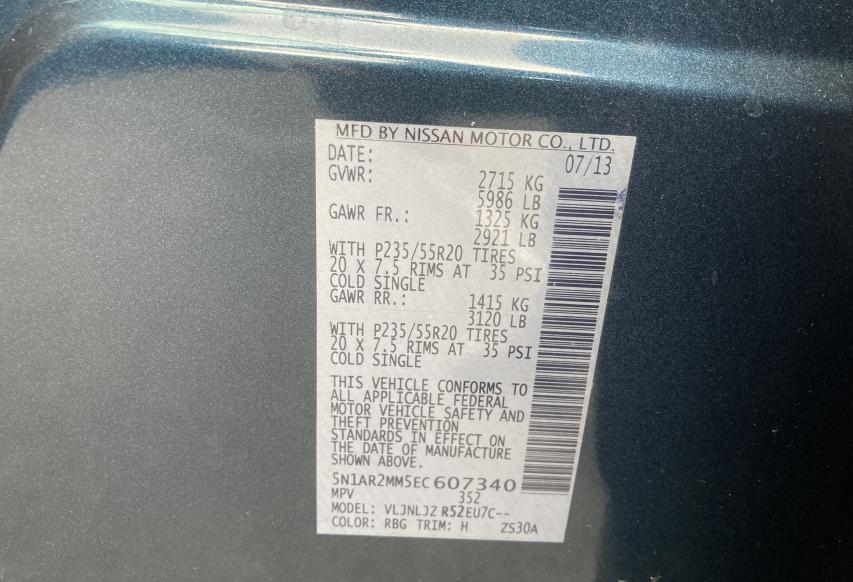 MFD BY NISSAN MOTOR CO., LTD.
DATE: 07/13
GVWR: 2715 KG
5986 LB
GAWR FR.: 1325 KG
2921 LB
WITH P235/55R20 TIRES
20 X 7.5 RIMS AT 35 PSI
COLD SINGLE
GAWR RR.: 1415 KG
3120 LB
WITH P235/55R20 TIRES
20 X 7.5 RIMS AT 35 PSI
COLD SINGLE
THIS VEHICLE CONFORMS TO
ALL APPLICABLE FEDERAL
MOTOR VEHICLE SAFETY AND
THEFT PREVENTION
STANDARDS IN EFFECT ON
THE DATE OF MANUFACTURE
SHOWN ABOVE.
5N1AR2MM5EC607340
MPV 352
MODEL: VLJNLJZ R52EU7C--
COLOR: RBG TRIM: H ZS30A